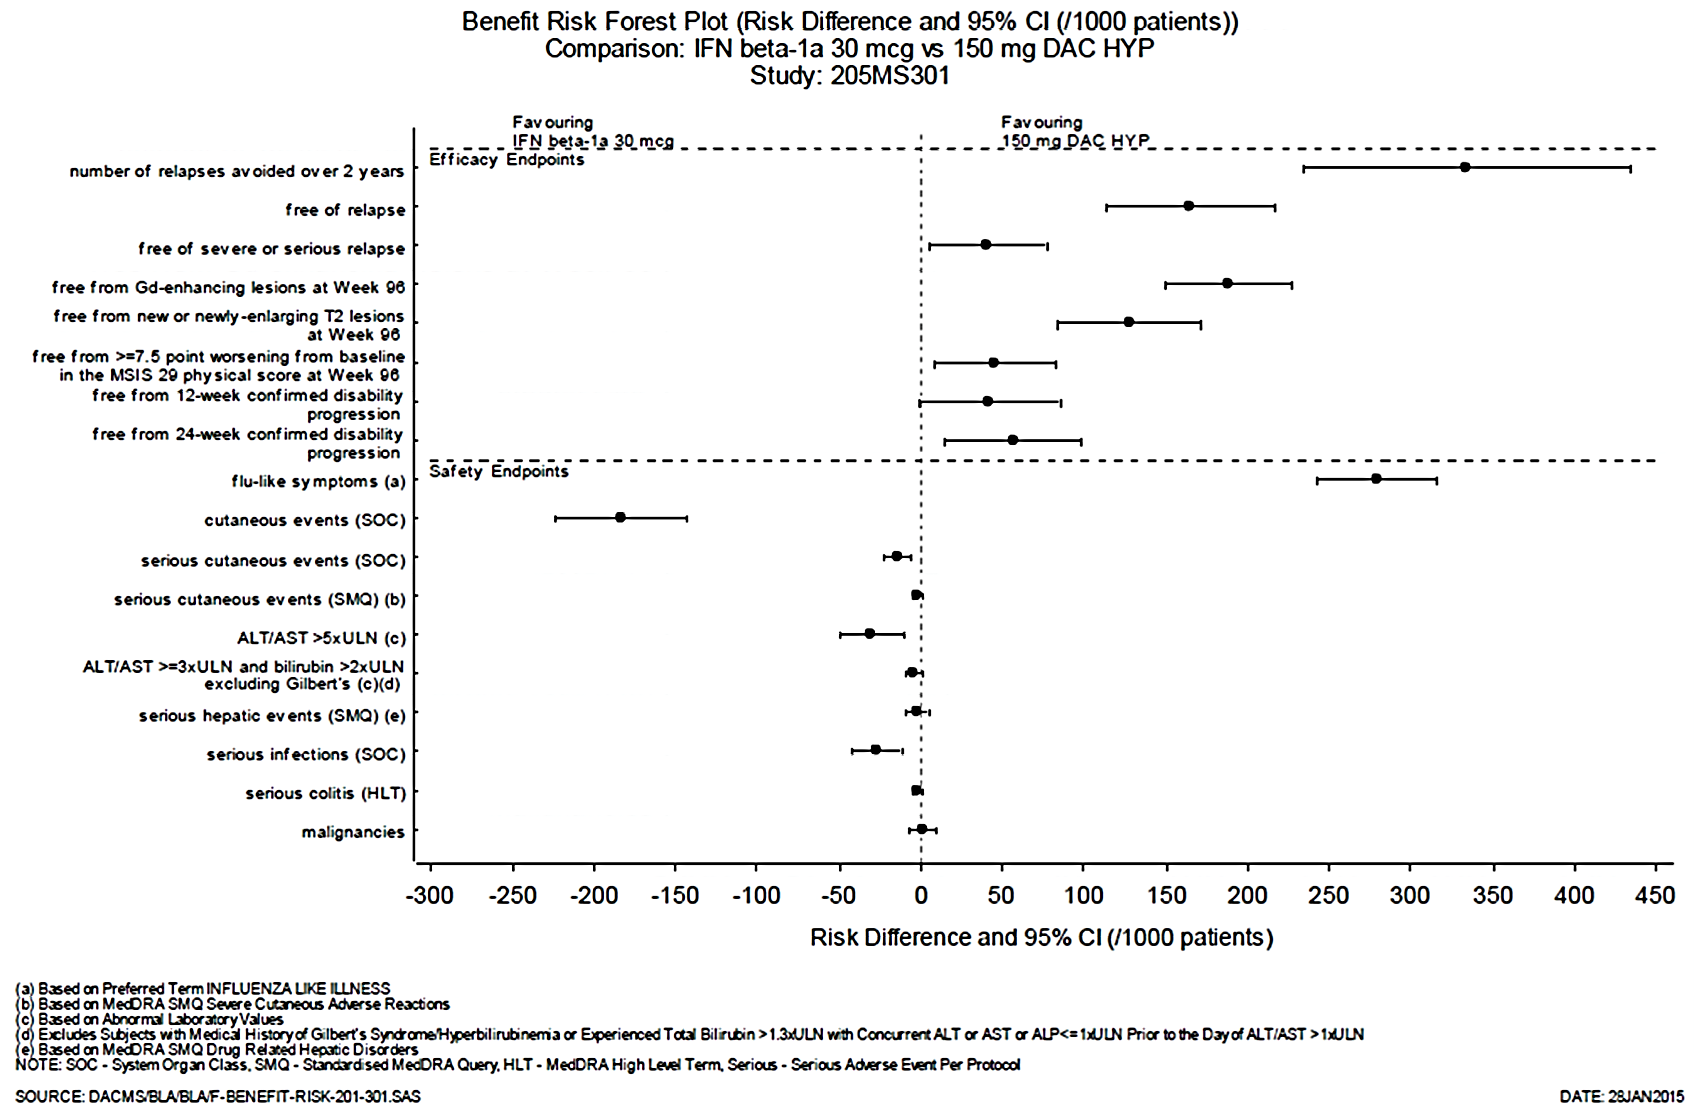 Benefit Risk Forest Plot (Risk Difference and 95% CI (/1000 patients))
Comparison: IFN beta-1a 30 mcg vs 150 mg DAC HYP
Study: 205MS301
Favouring
IFN beta-1a 30 mcg
Favouring
150 mg DAC HYP
Efficacy Endpoints
number of relapses avoided over 2 years
free of relapse
free of severe or serious relapse
free from Gd-enhancing lesions at Week 96
free from new or newly-enlarging T2 lesions
at Week 96
free from >=7.5 point worsening from baseline
in the MSIS 29 physical score at Week 96
free from 12-week confirmed disability
progression
free from 24-week confirmed disability
progression
Safety Endpoints
flu-like symptoms (a)
cutaneous events (SOC)
serious cutaneous events (SOC)
serious cutaneous events (SMQ) (b)
ALT/AST >5xULN (c)
ALT/AST >=3xULN and bilirubin >2xULN
excluding Gilbert's (c)(d)
serious hepatic events (SMQ) (e)
serious infections (SOC)
serious colitis (HLT)
malignancies
-300 -250 -200 -150 -100 -50 0 50 100 150 200 250 300 350 400 450
Risk Difference and 95% CI (/1000 patients)
(a) Based on Preferred Term INFLUENZA LIKE ILLNESS
(b) Based on MedDRA SMQ Severe Cutaneous Adverse Reactions
(c) Based on Abnormal Laboratory Values
(d) Excludes Subjects with Medical History of Gilbert's Syndrome/Hyperbilirubinemia or Experienced Total Bilirubin >1.3xULN with Concurrent ALT or AST or ALP<=1xULN Prior to the Day of ALT/AST >1xULN
(e) Based on MedDRA SMQ Drug Related Hepatic Disorders
NOTE: SOC - System Organ Class, SMQ - Standardised MedDRA Query, HLT - MedDRA High Level Term, Serious - Serious Adverse Event Per Protocol
SOURCE: DACMS/BLA/BLA/F-BENEFIT-RISK-201-301.SAS
DATE: 28JAN2015